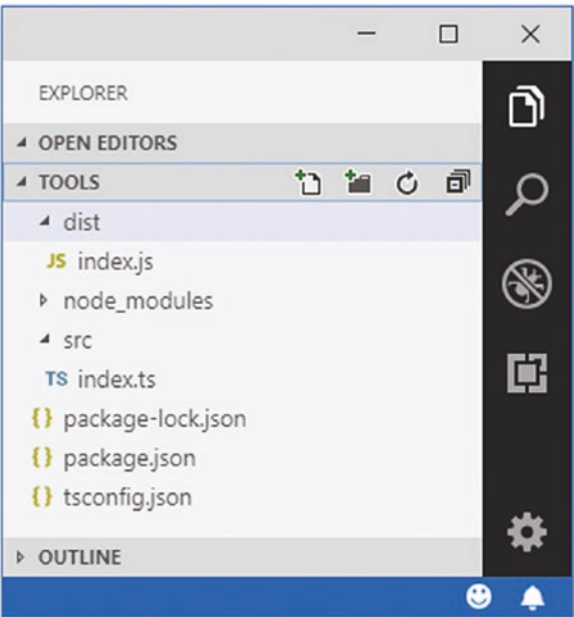 EXPLORER
OPEN EDITORS
TOOLS
dist
JS index.js
node_modules
src
TS index.ts
{} package-lock.json
{} package.json
{} tsconfig.json
OUTLINE